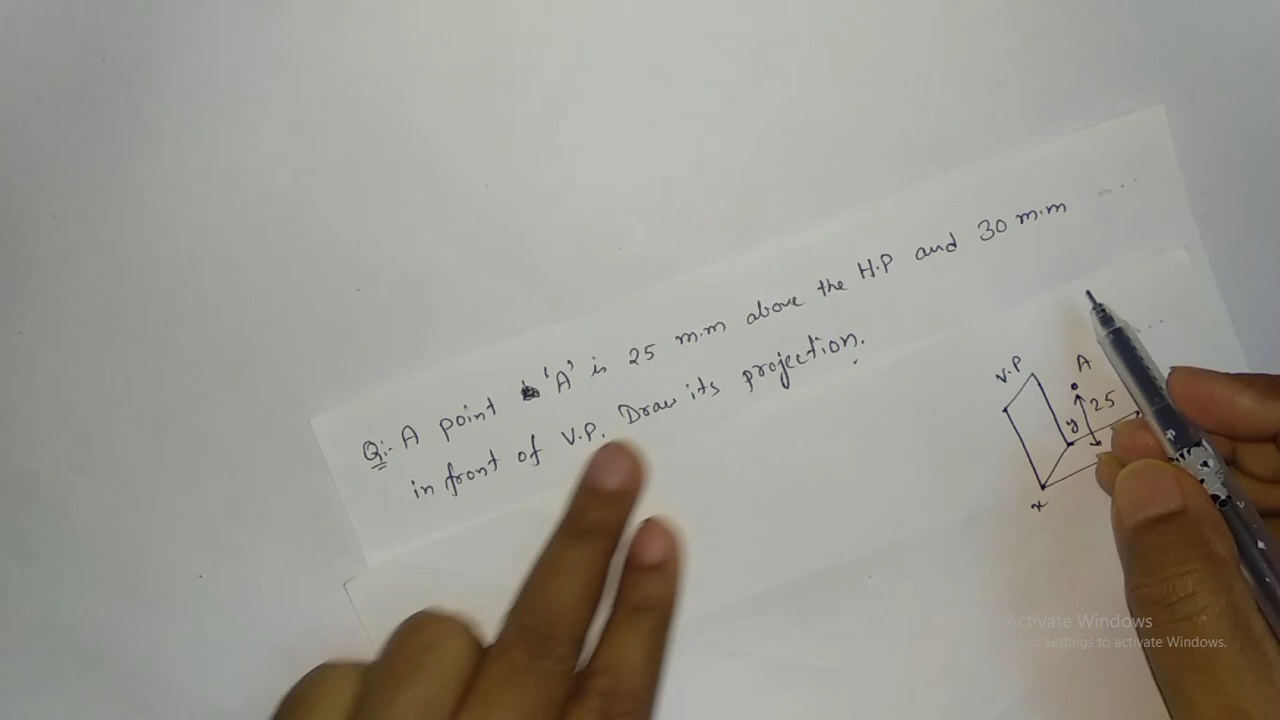 Q:- A point 'A' is 25 m.m above the H.P and 30 m.m
in front of V.P. Draw its projection.
V.P
A
25
y
x
Activate Windows
Go to Settings to activate Windows.